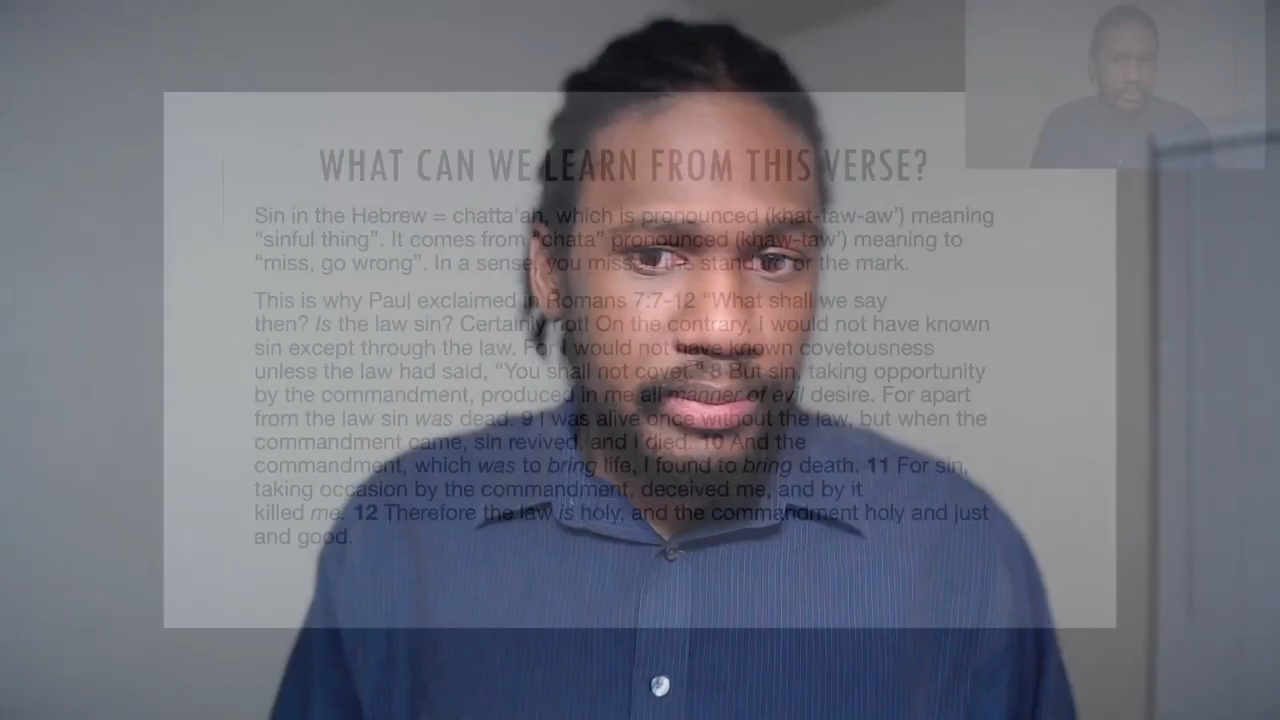 WHAT CAN WE LEARN FROM THIS VERSE?
Sin in the Hebrew = chatta'ah, which is pronounced (khat-taw-aw') meaning
“sinful thing”. It comes from “chata” pronounced (khaw-taw') meaning to
“miss, go wrong”. In a sense, you miss the standard or the mark.
This is why Paul exclaimed in Romans 7:7-12 “What shall we say
then? Is the law sin? Certainly not! On the contrary, I would not have known
sin except through the law. For I would not have known covetousness
unless the law had said, “You shall not covet.” 8 But sin, taking opportunity
by the commandment, produced in me all manner of evil desire. For apart
from the law sin was dead. 9 I was alive once without the law, but when the
commandment came, sin revived, and I died. 10 And the
commandment, which was to bring life, I found to bring death. 11 For sin,
taking occasion by the commandment, deceived me, and by it
killed me. 12 Therefore the law is holy, and the commandment holy and just
and good.